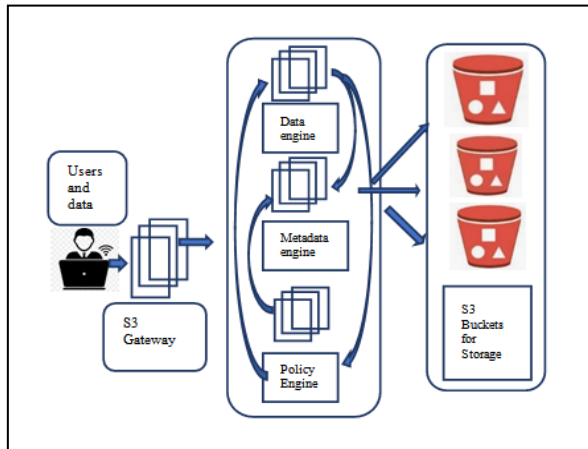 Users
and
data
S3
Gateway
Data
engine
Metadata
engine
Policy
Engine
S3
Buckets
for
Storage